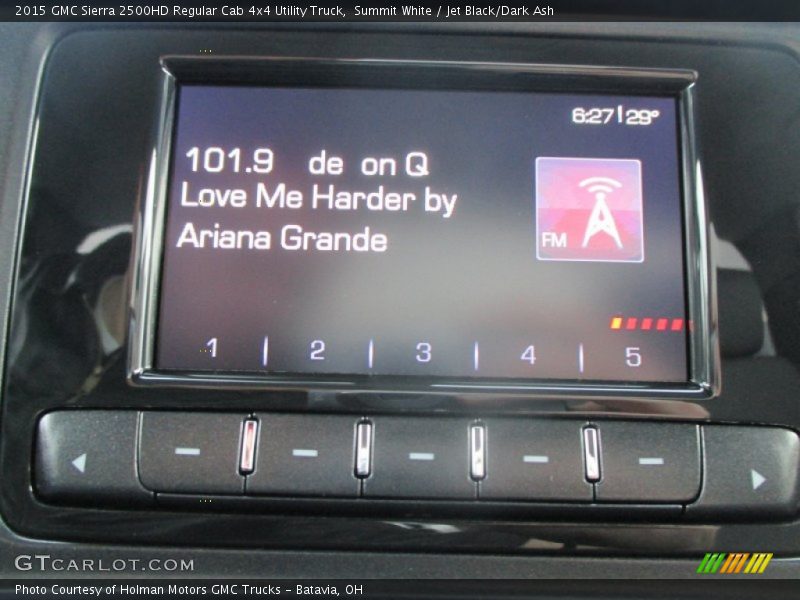 2015 GMC Sierra 2500HD Regular Cab 4x4 Utility Truck,  Summit White / Jet Black/Dark Ash
6:27 29°
101.9 de on Q
Love Me Harder by
Ariana Grande
FM
1 2 3 4 5
GTCARLOT.COM
Photo Courtesy of Holman Motors GMC Trucks – Batavia, OH